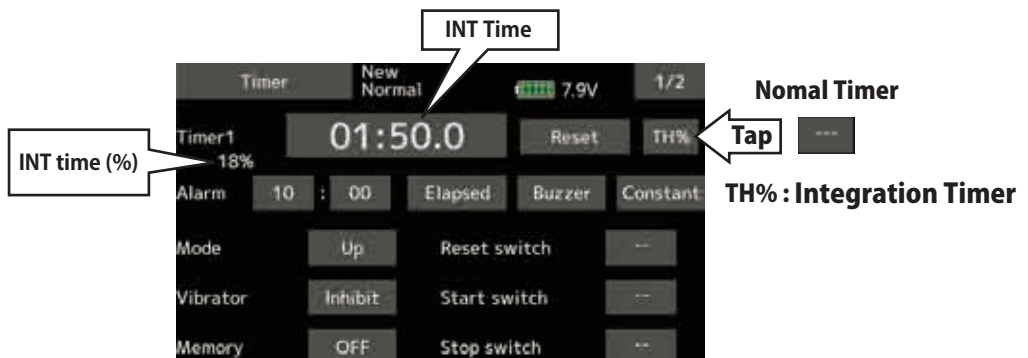 INT Time
Timer
New
Normal
7.9V
1/2
Nomal Timer
Timer1
01:50.0
Reset
TH%
Tap
---
INT time (%)
18%
TH% : Integration Timer
Alarm 10 : 00 Elapsed Buzzer Constant
Mode Up Reset switch --
Vibrator Inhibit Start switch --
Memory OFF Stop switch --